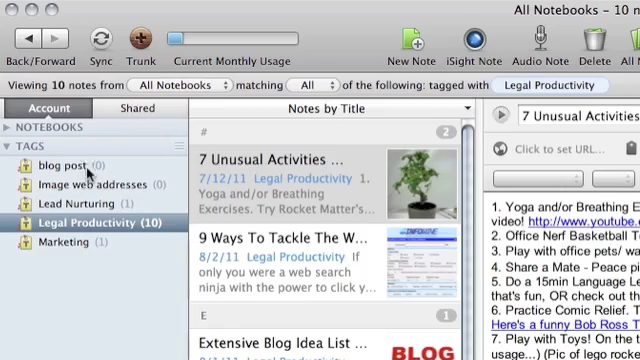 All Notebooks — 10 n
Back/Forward
Sync
Trunk
Current Monthly Usage
New Note
iSight Note
Audio Note
Delete
All
Viewing 10 notes from All Notebooks matching All of the following: tagged with Legal Productivity
Account
Shared
NOTEBOOKS
TAGS
blog post (0)
Image web addresses (0)
Lead Nurturing (1)
Legal Productivity (10)
Marketing (1)
Notes by Title
# 2
7 Unusual Activities ...
7/12/11 Legal Productivity 1.
Yoga and/or Breathing
Exercises. Try Rocket Matter's...
9 Ways To Tackle The W...
8/2/11 Legal Productivity If
only you were a web search
ninja with the power to click y...
E 1
Extensive Blog Idea List ...
8/1/11 Legal Productivity
BLOG
7 Unusual Activities
Click to set URL...
1. Yoga and/or Breathing E
video! http://www.youtube.c
2. Office Nerf Basketball T
3. Play with office pets/ wa
4. Share a Mate - Peace pi
5. Do a 15min Language Le
that's fun, OR check out th
6. Practice Comic Relief. T
Here's a funny Bob Ross T
7. Play with Toys! On the
usage...) (Pic of lego rock